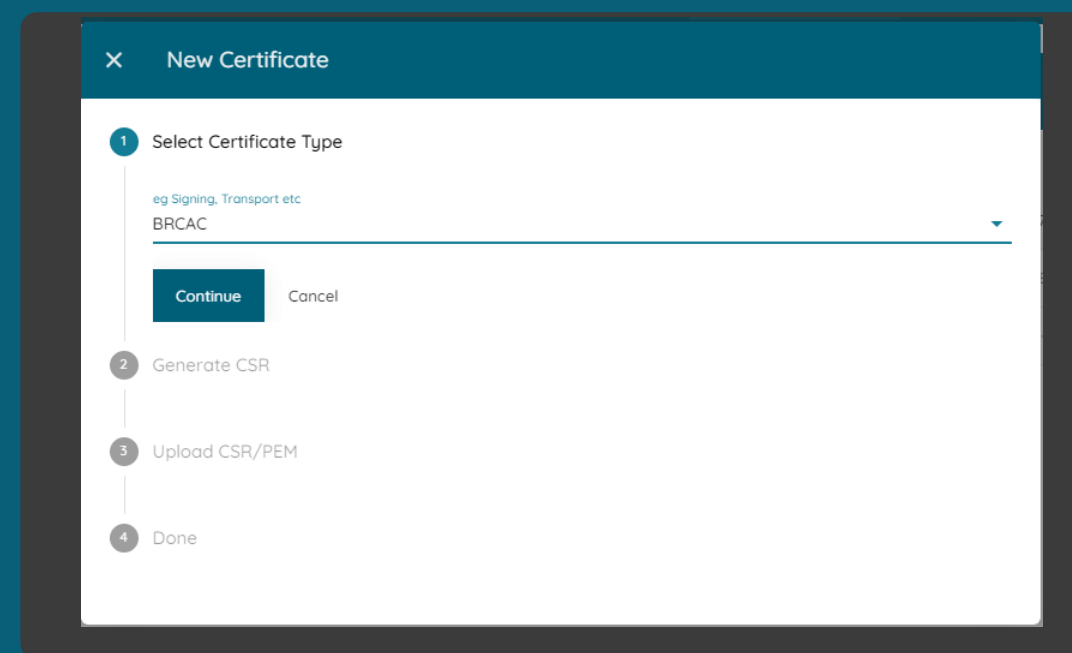 New Certificate
1 Select Certificate Type
eg Signing, Transport etc
BRCAC
Continue Cancel
2 Generate CSR
3 Upload CSR/PEM
4 Done